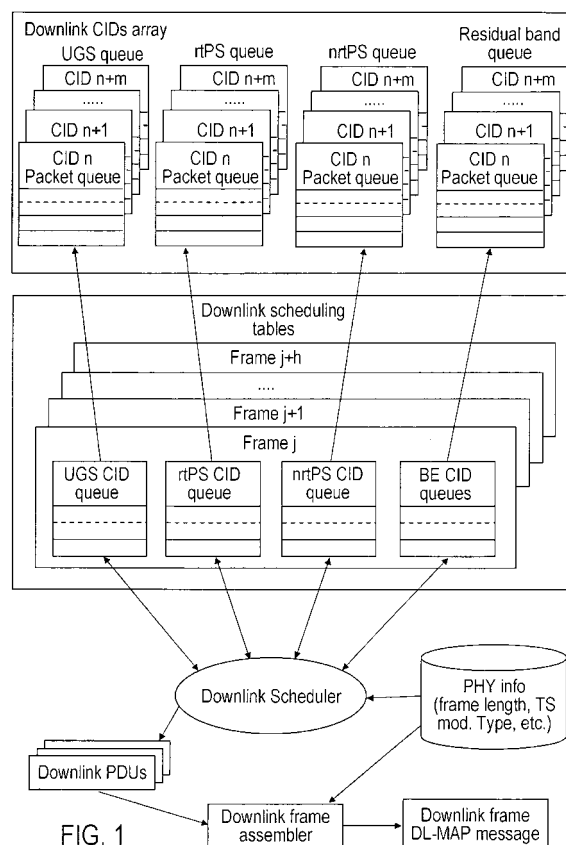 Downlink CIDs array
UGS queue
rtPS queue
nrtPS queue
Residual band
queue
CID n+m
CID n+m
CID n+m
CID n+m
.....
.....
.....
.....
CID n+1
CID n+1
CID n+1
CID n+1
CID n
Packet queue
CID n
Packet queue
CID n
Packet queue
CID n
Packet queue
Downlink scheduling
tables
Frame j+h
....
Frame j+1
Frame j
UGS CID
queue
rtPS CID
queue
nrtPS CID
queue
BE CID
queues
Downlink Scheduler
PHY info
(frame length, TS
mod. Type, etc.)
Downlink PDUs
Downlink frame
assembler
Downlink frame
DL-MAP message
FIG. 1